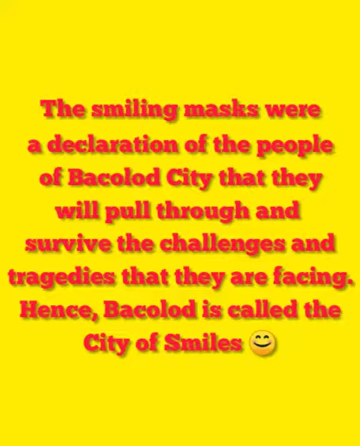 The smiling masks were
a declaration of the people
of Bacolod City that they
will pull through and
survive the challenges and
tragedies that they are facing.
Hence, Bacolod is called the
City of Smiles 😊